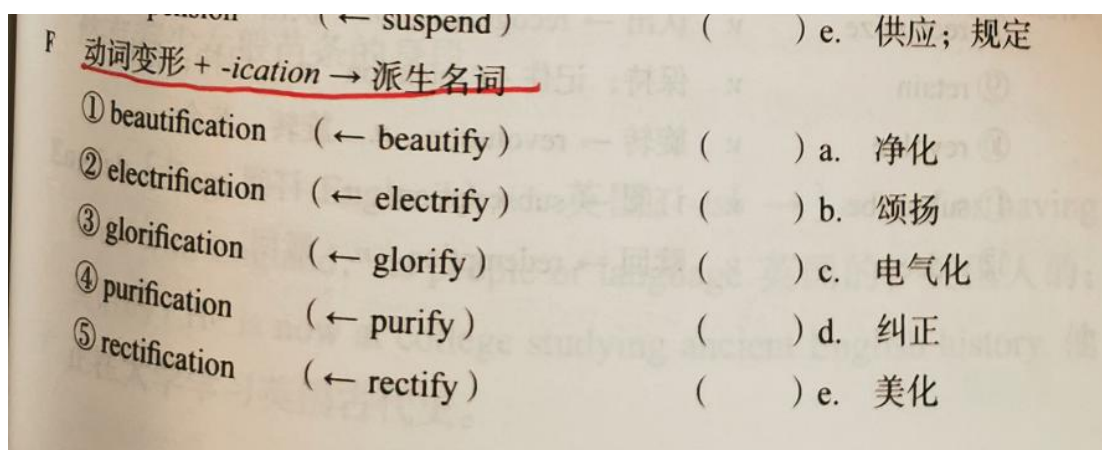 (← suspend) ( ) e. 供应；规定
F 动词变形 + -ication → 派生名词
① beautification (← beautify) ( ) a. 净化
② electrification (← electrify) ( ) b. 颂扬
③ glorification (← glorify) ( ) c. 电气化
④ purification (← purify) ( ) d. 纠正
⑤ rectification (← rectify) ( ) e. 美化